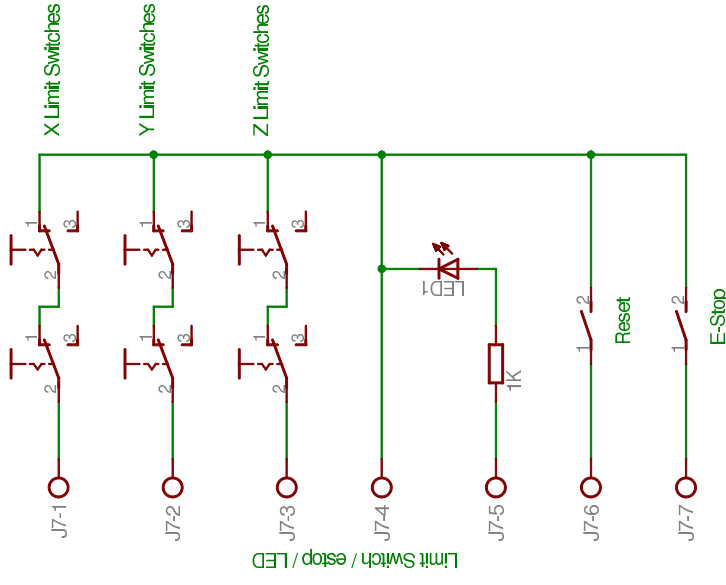 X Limit Switches
Y Limit Switches
Z Limit Switches
1
3
2
1
3
2
1
3
2
1
3
2
1
3
2
1
3
2
LED1
1K
2
1
Reset
2
1
E-Stop
J7-1
J7-2
J7-3
J7-4
J7-5
J7-6
J7-7
Limit Switch / estop / LED